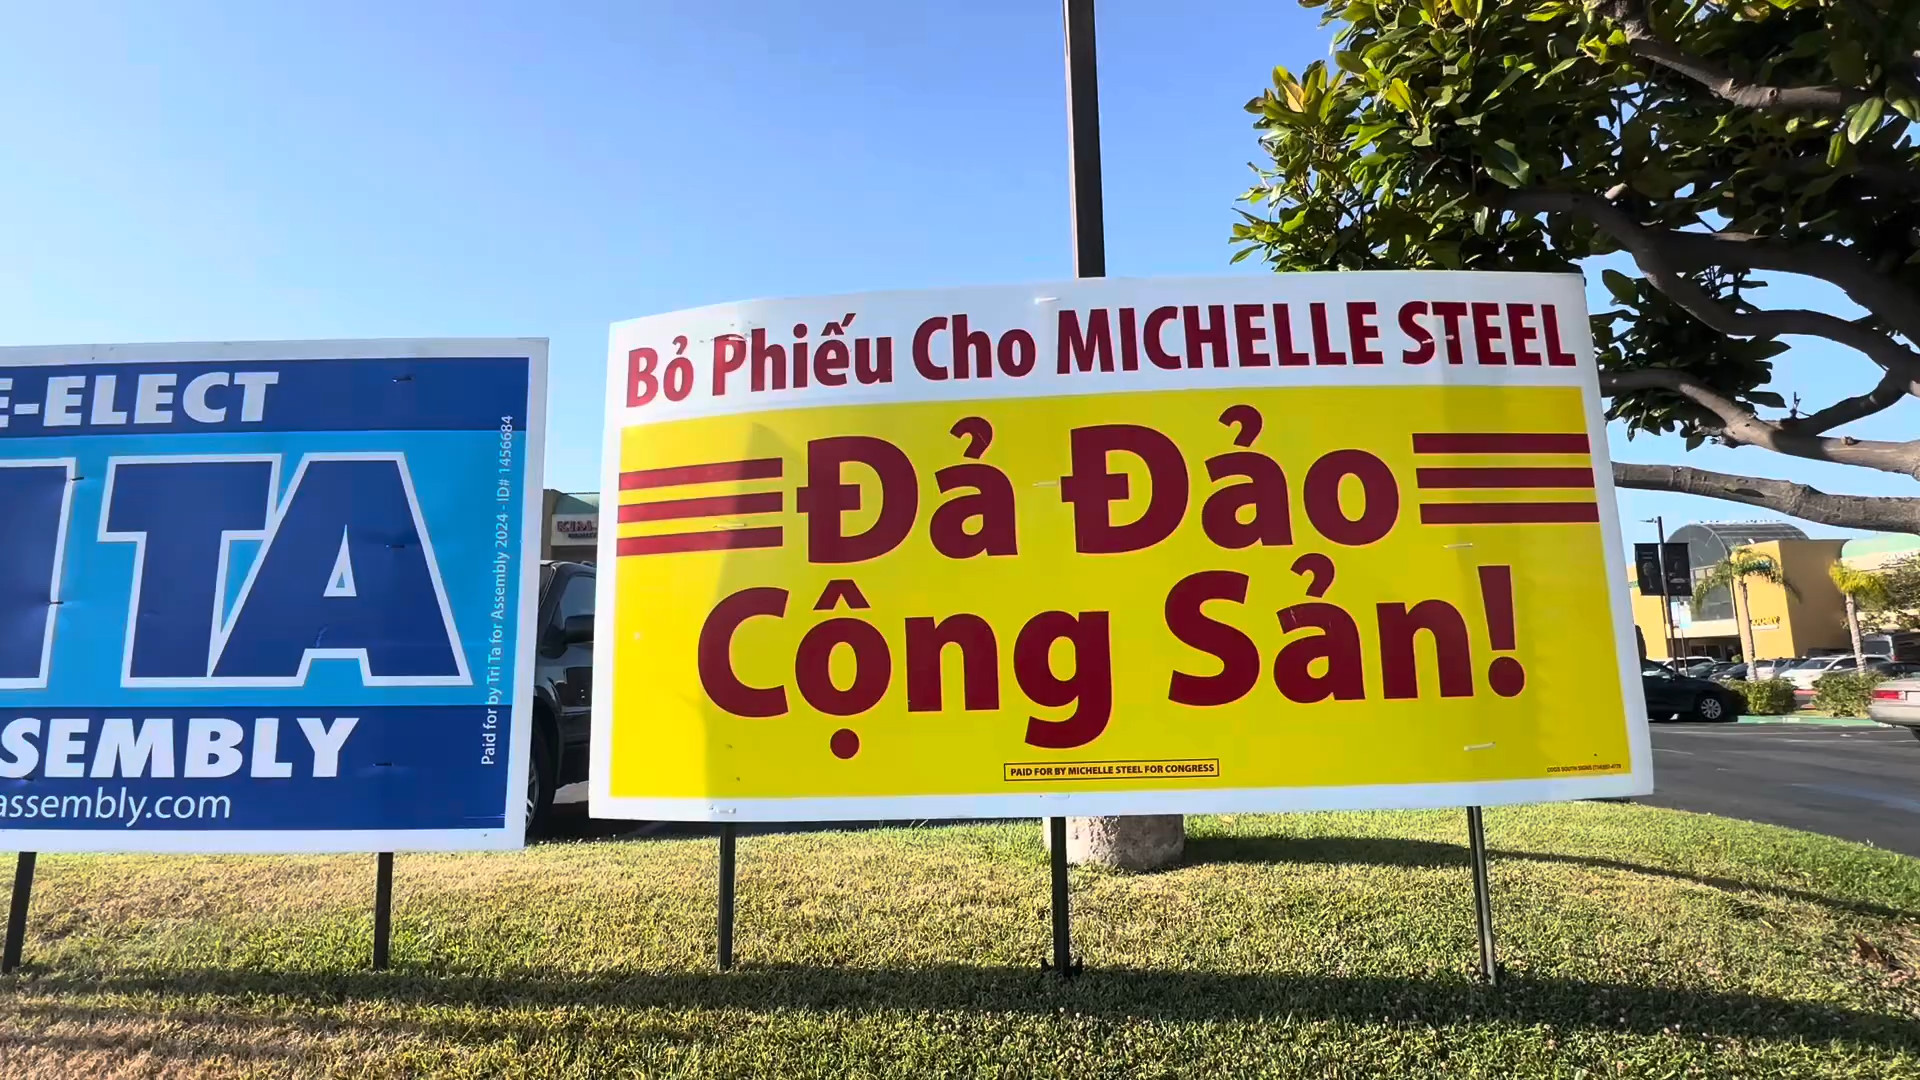 E-ELECT
TA
SEMBLY
assembly.com
Paid for by Tri Ta for Assembly 2024 - ID# 1456684
Bỏ Phiếu Cho MICHELLE STEEL
Đả Đảo
Cộng Sản!
PAID FOR BY MICHELLE STEEL FOR CONGRESS